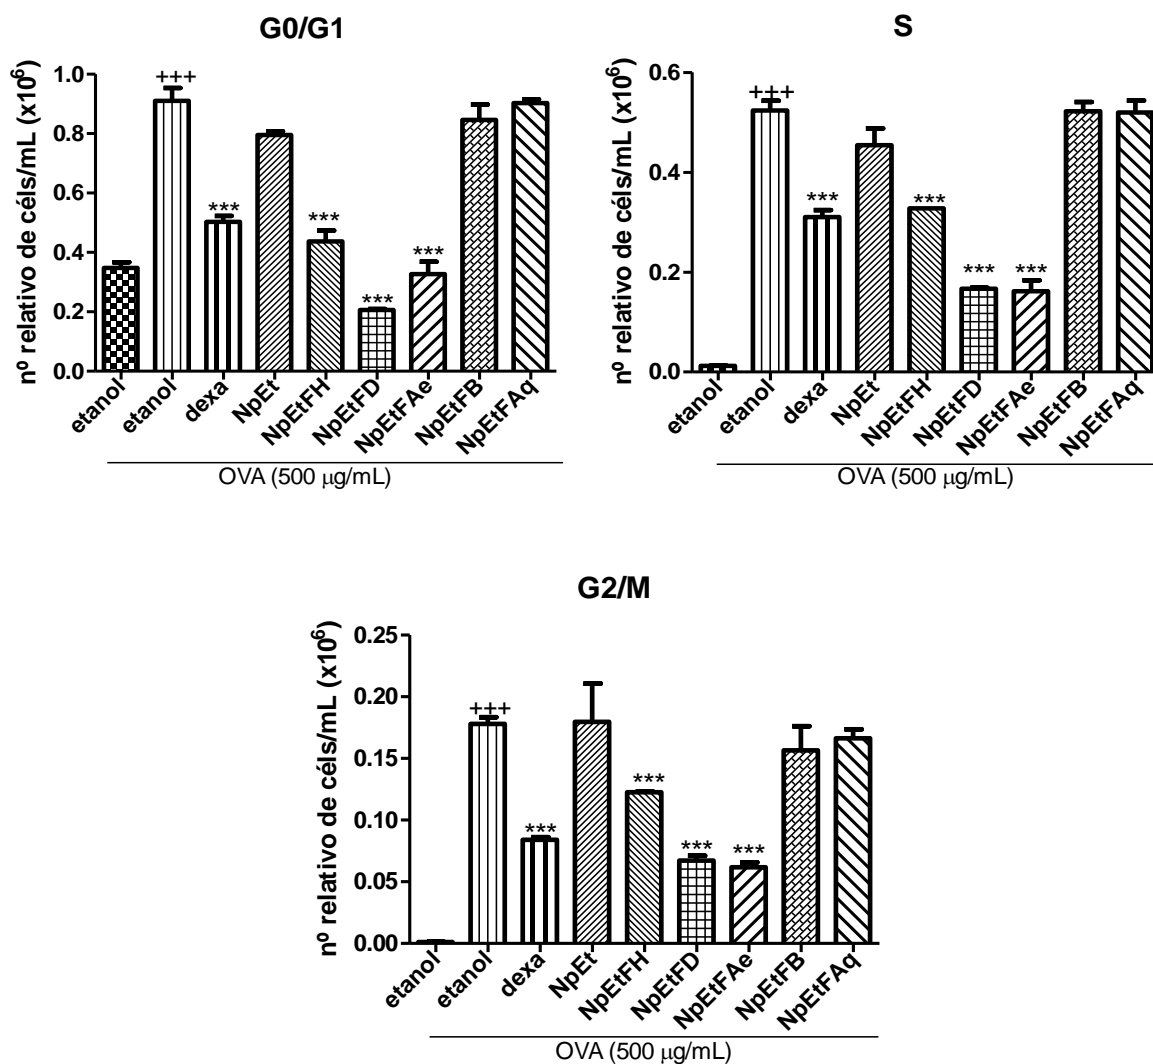 G0/G1
nº relativo de céls/mL (x10⁶)
1.0
0.8
0.6
0.4
0.2
0.0
+++
***
***
***
***
etanol
etanol
dexa
NpEt
NpEtFH
NpEtFD
NpEtFAe
NpEtFB
NpEtFAq
OVA (500 µg/mL)
S
nº relativo de céls/mL (x10⁶)
0.6
0.4
0.2
0.0
+++
***
***
***
***
etanol
etanol
dexa
NpEt
NpEtFH
NpEtFD
NpEtFAe
NpEtFB
NpEtFAq
OVA (500 µg/mL)
G2/M
nº relativo de céls/mL (x10⁶)
0.25
0.20
0.15
0.10
0.05
0.00
+++
***
***
***
***
etanol
etanol
dexa
NpEt
NpEtFH
NpEtFD
NpEtFAe
NpEtFB
NpEtFAq
OVA (500 µg/mL)